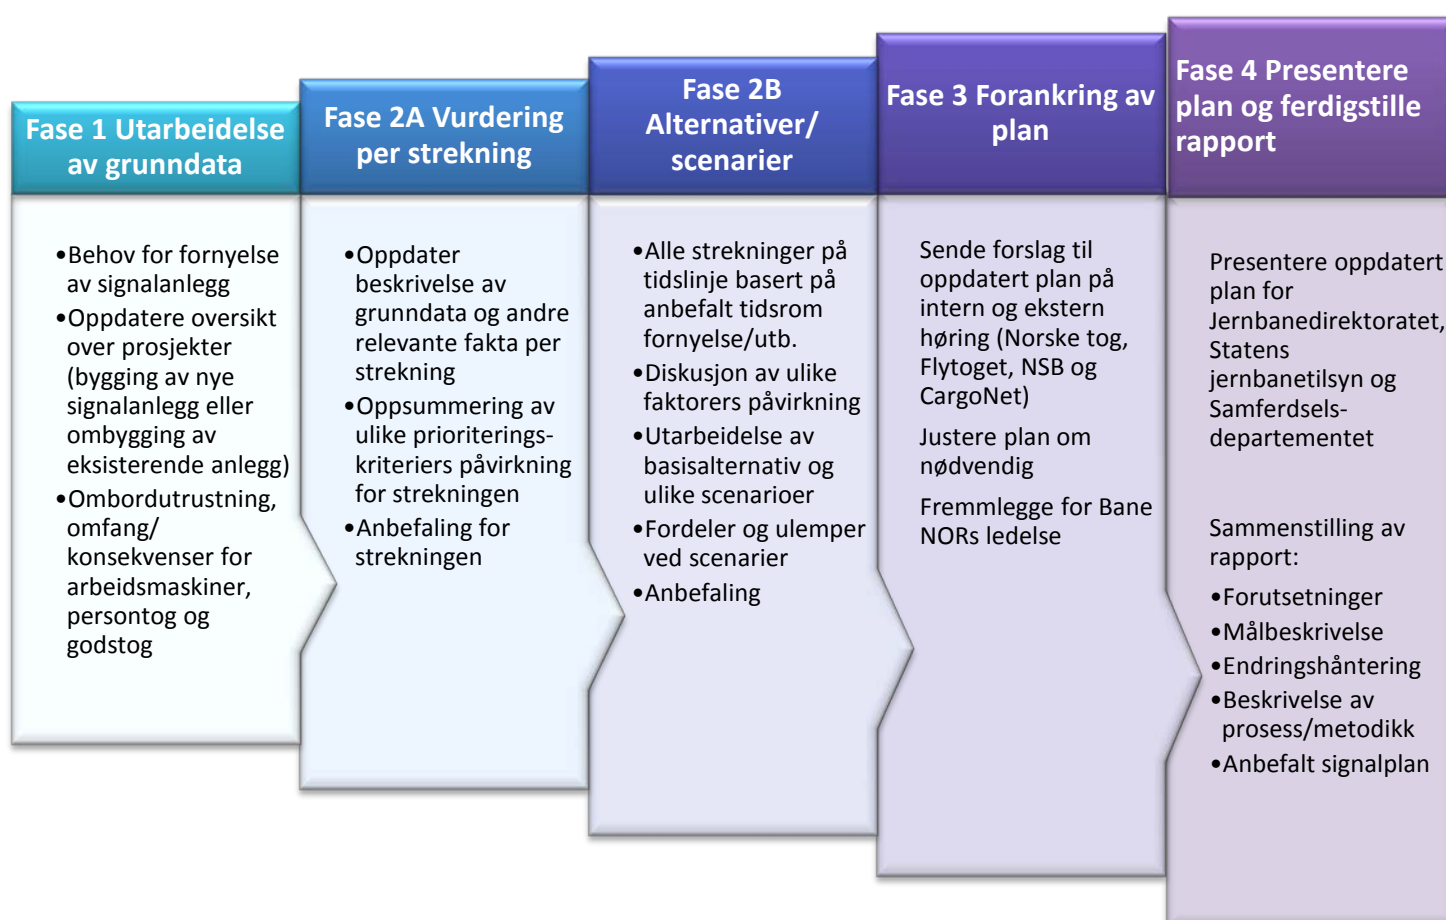 Fase 1 Utarbeidelse
av grunndata
•Behov for fornyelse
av signalanlegg
•Oppdatere oversikt
over prosjekter
(bygging av nye
signalanlegg eller
ombygging av
eksisterende anlegg)
•Ombordutrustning,
omfang/
konsekvenser for
arbeidsmaskiner,
persontog og
godstog
Fase 2A Vurdering
per strekning
•Oppdater
beskrivelse av
grunndata og andre
relevante fakta per
strekning
•Oppsummering av
ulike prioriterings-
kriteriers påvirkning
for strekningen
•Anbefaling for
strekningen
Fase 2B
Alternativer/
scenarier
•Alle strekninger på
tidslinje basert på
anbefalt tidsrom
fornyelse/utb.
•Diskusjon av ulike
faktorers påvirkning
•Utarbeidelse av
basisalternativ og
ulike scenarioer
•Fordeler og ulemper
ved scenarier
•Anbefaling
Fase 3 Forankring av
plan
Sende forslag til
oppdatert plan på
intern og ekstern
høring (Norske tog,
Flytoget, NSB og
CargoNet)
Justere plan om
nødvendig
Fremmlegge for Bane
NORs ledelse
Fase 4 Presentere
plan og ferdigstille
rapport
Presentere oppdatert
plan for
Jernbanedirektoratet,
Statens
jernbanetilsyn og
Samferdsels-
departementet
Sammenstilling av
rapport:
•Forutsetninger
•Målbeskrivelse
•Endringshåntering
•Beskrivelse av
prosess/metodikk
•Anbefalt signalplan